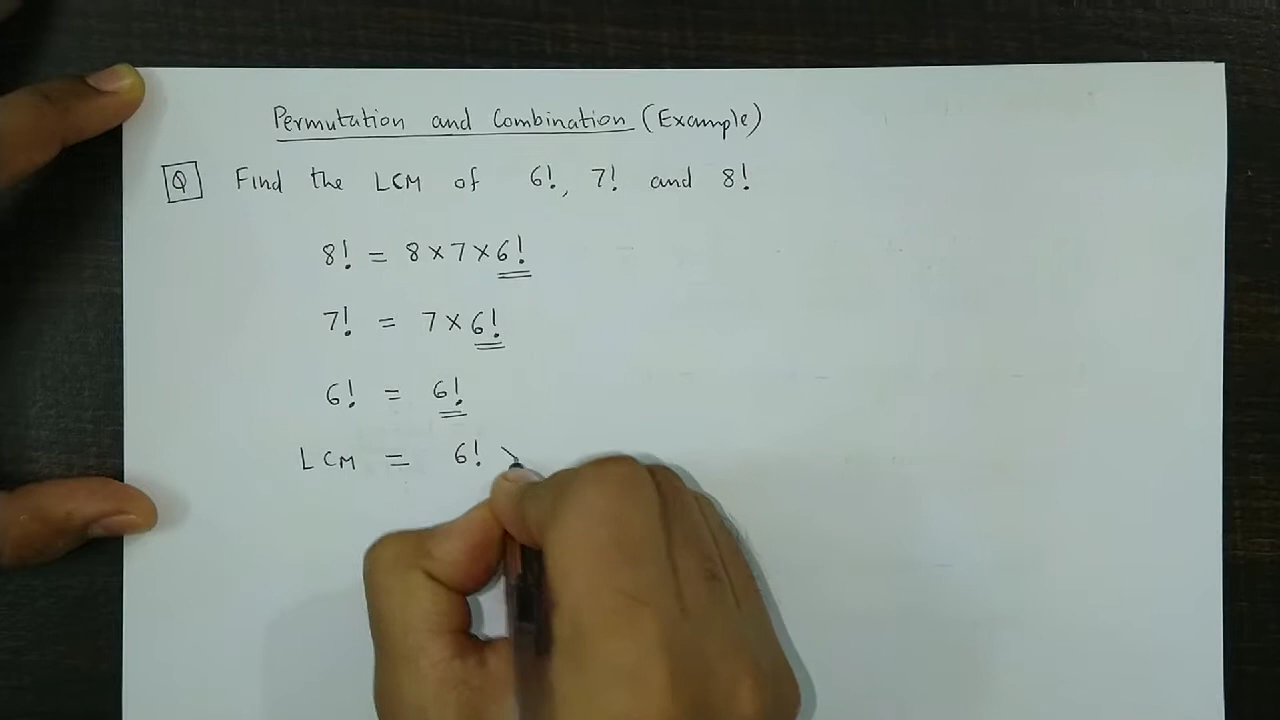 Permutation and Combination (Example)
Q Find the LCM of 6!, 7! and 8!
8! = 8 × 7 × 6!
7! = 7 × 6!
6! = 6!
LCM = 6!